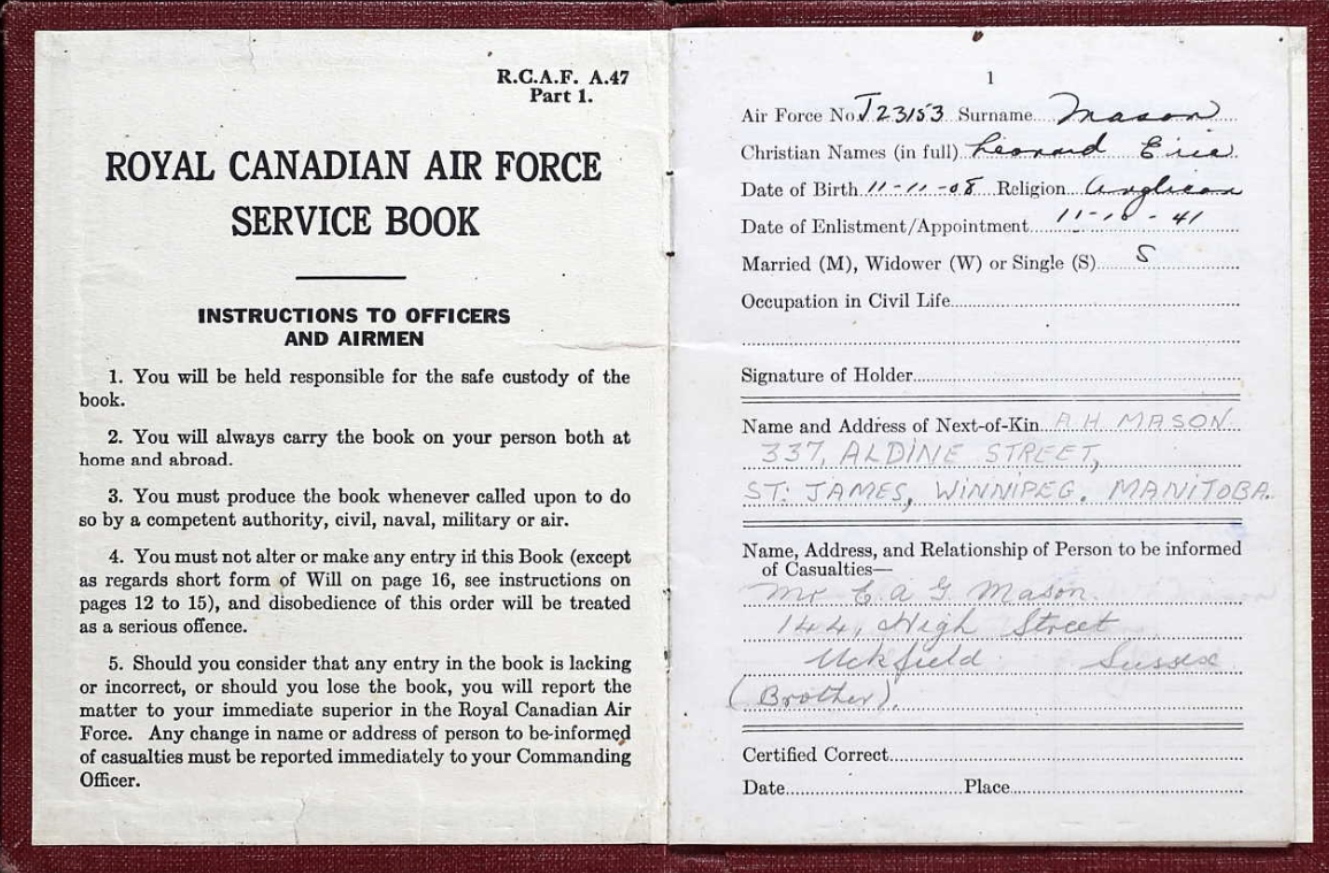 R.C.A.F. A.47
Part 1.
ROYAL CANADIAN AIR FORCE
SERVICE BOOK
INSTRUCTIONS TO OFFICERS
AND AIRMEN
1. You will be held responsible for the safe custody of the
book.
2. You will always carry the book on your person both at
home and abroad.
3. You must produce the book whenever called upon to do
so by a competent authority, civil, naval, military or air.
4. You must not alter or make any entry in this Book (except
as regards short form of Will on page 16, see instructions on
pages 12 to 15), and disobedience of this order will be treated
as a serious offence.
5. Should you consider that any entry in the book is lacking
or incorrect, or should you lose the book, you will report the
matter to your immediate superior in the Royal Canadian Air
Force. Any change in name or address of person to be informed
of casualties must be reported immediately to your Commanding
Officer.
1
Air Force No. J23153 Surname Mason
Christian Names (in full) Leonard Eric
Date of Birth 11-11-08 Religion Anglican
Date of Enlistment/Appointment 11-10-41
Married (M), Widower (W) or Single (S) S
Occupation in Civil Life
Signature of Holder
Name and Address of Next-of-Kin A.H. MASON
337, ALDINE STREET,
ST. JAMES, WINNIPEG. MANITOBA.
Name, Address, and Relationship of Person to be informed
of Casualties—
Mr E A G Mason.
144, High Street
Uckfield Sussex
(Brother).
Certified Correct
Date Place